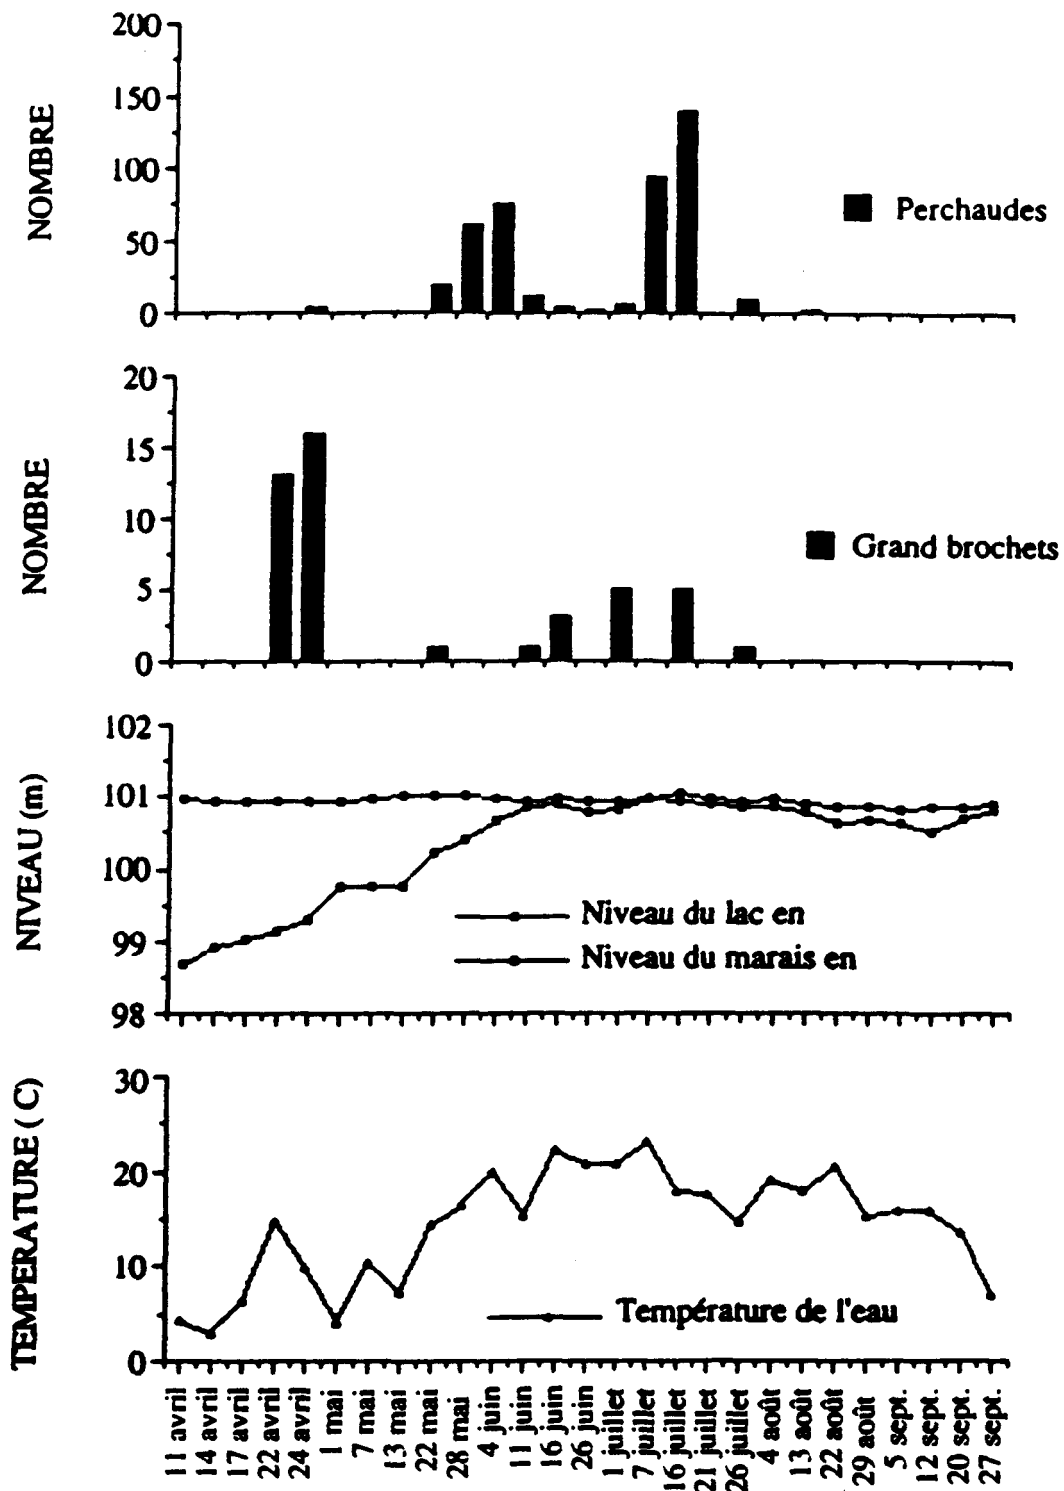 NOMBRE
200
150
100
50
0
Perchaudes
NOMBRE
20
15
10
5
0
Grand brochets
NIVEAU (m)
102
101
100
99
98
Niveau du lac en
Niveau du marais en
TEMPERATURE ( C)
30
20
10
0
Température de l'eau
11 avril
14 avril
17 avril
22 avril
24 avril
1 mai
7 mai
13 mai
22 mai
28 mai
4 juin
11 juin
16 juin
26 juin
1 juillet
7 juillet
16 juillet
21 juillet
26 juillet
4 août
13 août
22 août
29 août
5 sept.
12 sept.
20 sept.
27 sept.